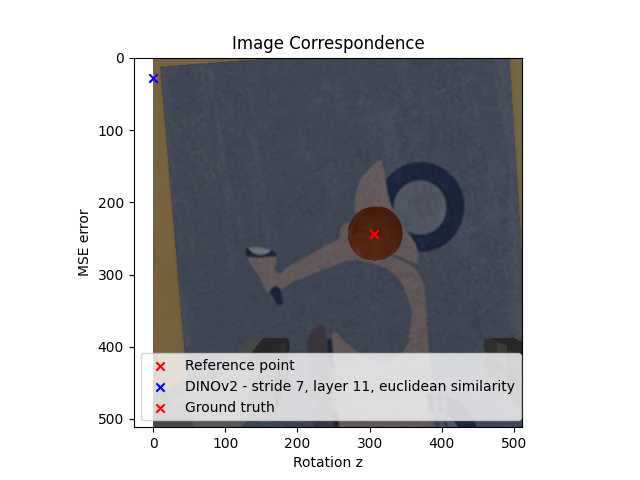 Image Correspondence
0
100
200
300
400
500
MSE error
Reference point
DINOv2 - stride 7, layer 11, euclidean similarity
Ground truth
0 100 200 300 400 500
Rotation z